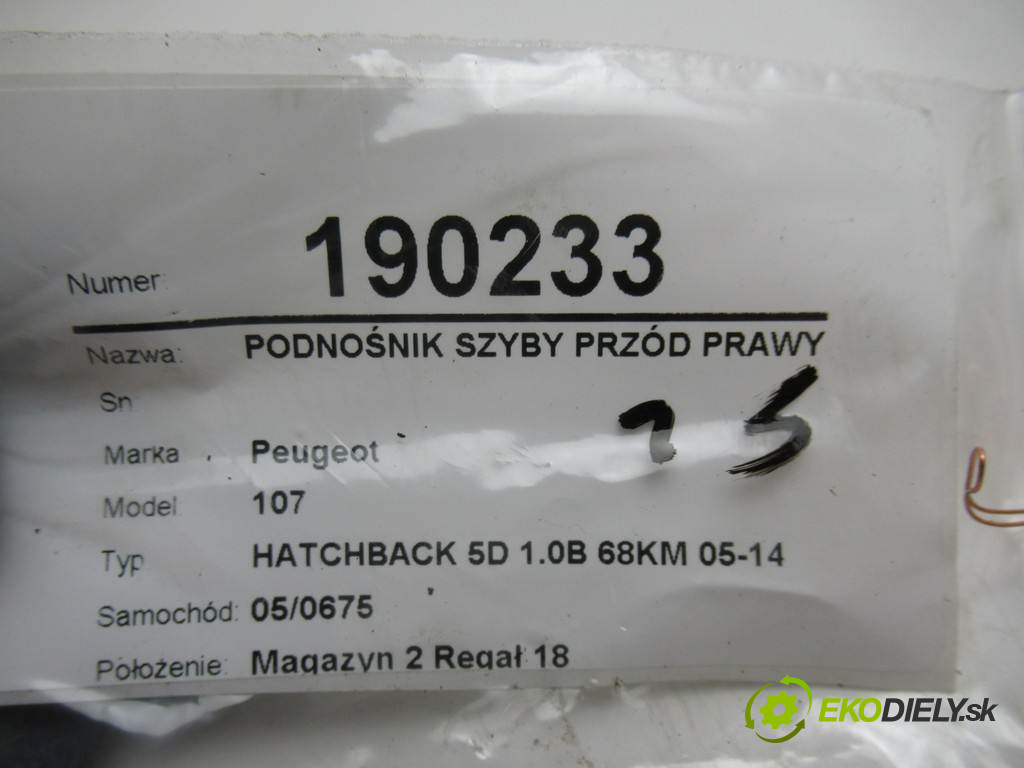 Numer: 190233
Nazwa: PODNOŚNIK SZYBY PRZÓD PRAWY
Sn
25
Marka Peugeot
Model 107
Typ HATCHBACK 5D 1.0B 68KM 05-14
Samochód: 05/0675
Położenie: Magazyn 2 Regał 18
EKODIELY.sk